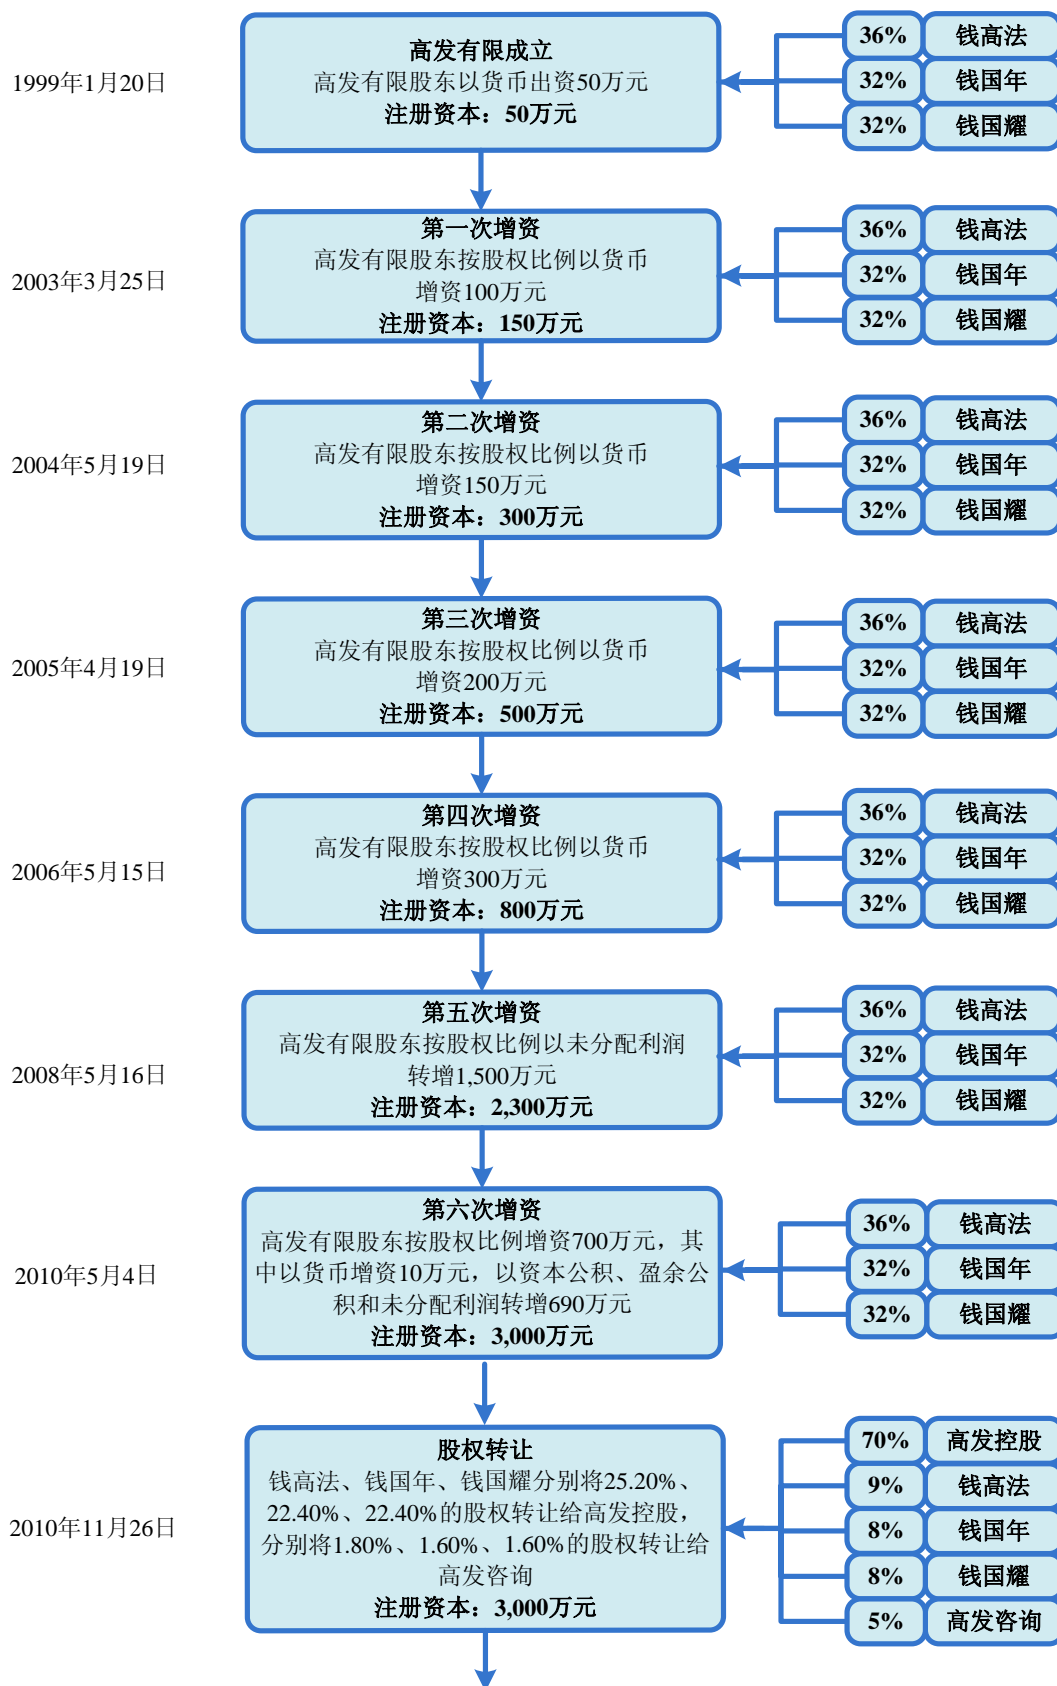 高发有限成立
高发有限股东以货币出资50万元
注册资本：50万元
1999年1月20日
36% 钱高法
32% 钱国年
32% 钱国耀
第一次增资
高发有限股东按股权比例以货币
增资100万元
注册资本：150万元
2003年3月25日
36% 钱高法
32% 钱国年
32% 钱国耀
第二次增资
高发有限股东按股权比例以货币
增资150万元
注册资本：300万元
2004年5月19日
36% 钱高法
32% 钱国年
32% 钱国耀
第三次增资
高发有限股东按股权比例以货币
增资200万元
注册资本：500万元
2005年4月19日
36% 钱高法
32% 钱国年
32% 钱国耀
第四次增资
高发有限股东按股权比例以货币
增资300万元
注册资本：800万元
2006年5月15日
36% 钱高法
32% 钱国年
32% 钱国耀
第五次增资
高发有限股东按股权比例以未分配利润
转增1,500万元
注册资本：2,300万元
2008年5月16日
36% 钱高法
32% 钱国年
32% 钱国耀
第六次增资
高发有限股东按股权比例增资700万元，其
中以货币增资10万元，以资本公积、盈余公
积和未分配利润转增690万元
注册资本：3,000万元
2010年5月4日
36% 钱高法
32% 钱国年
32% 钱国耀
股权转让
钱高法、钱国年、钱国耀分别将25.20%、
22.40%、22.40%的股权转让给高发控股，
分别将1.80%、1.60%、1.60%的股权转让给
高发咨询
注册资本：3,000万元
2010年11月26日
70% 高发控股
9% 钱高法
8% 钱国年
8% 钱国耀
5% 高发咨询